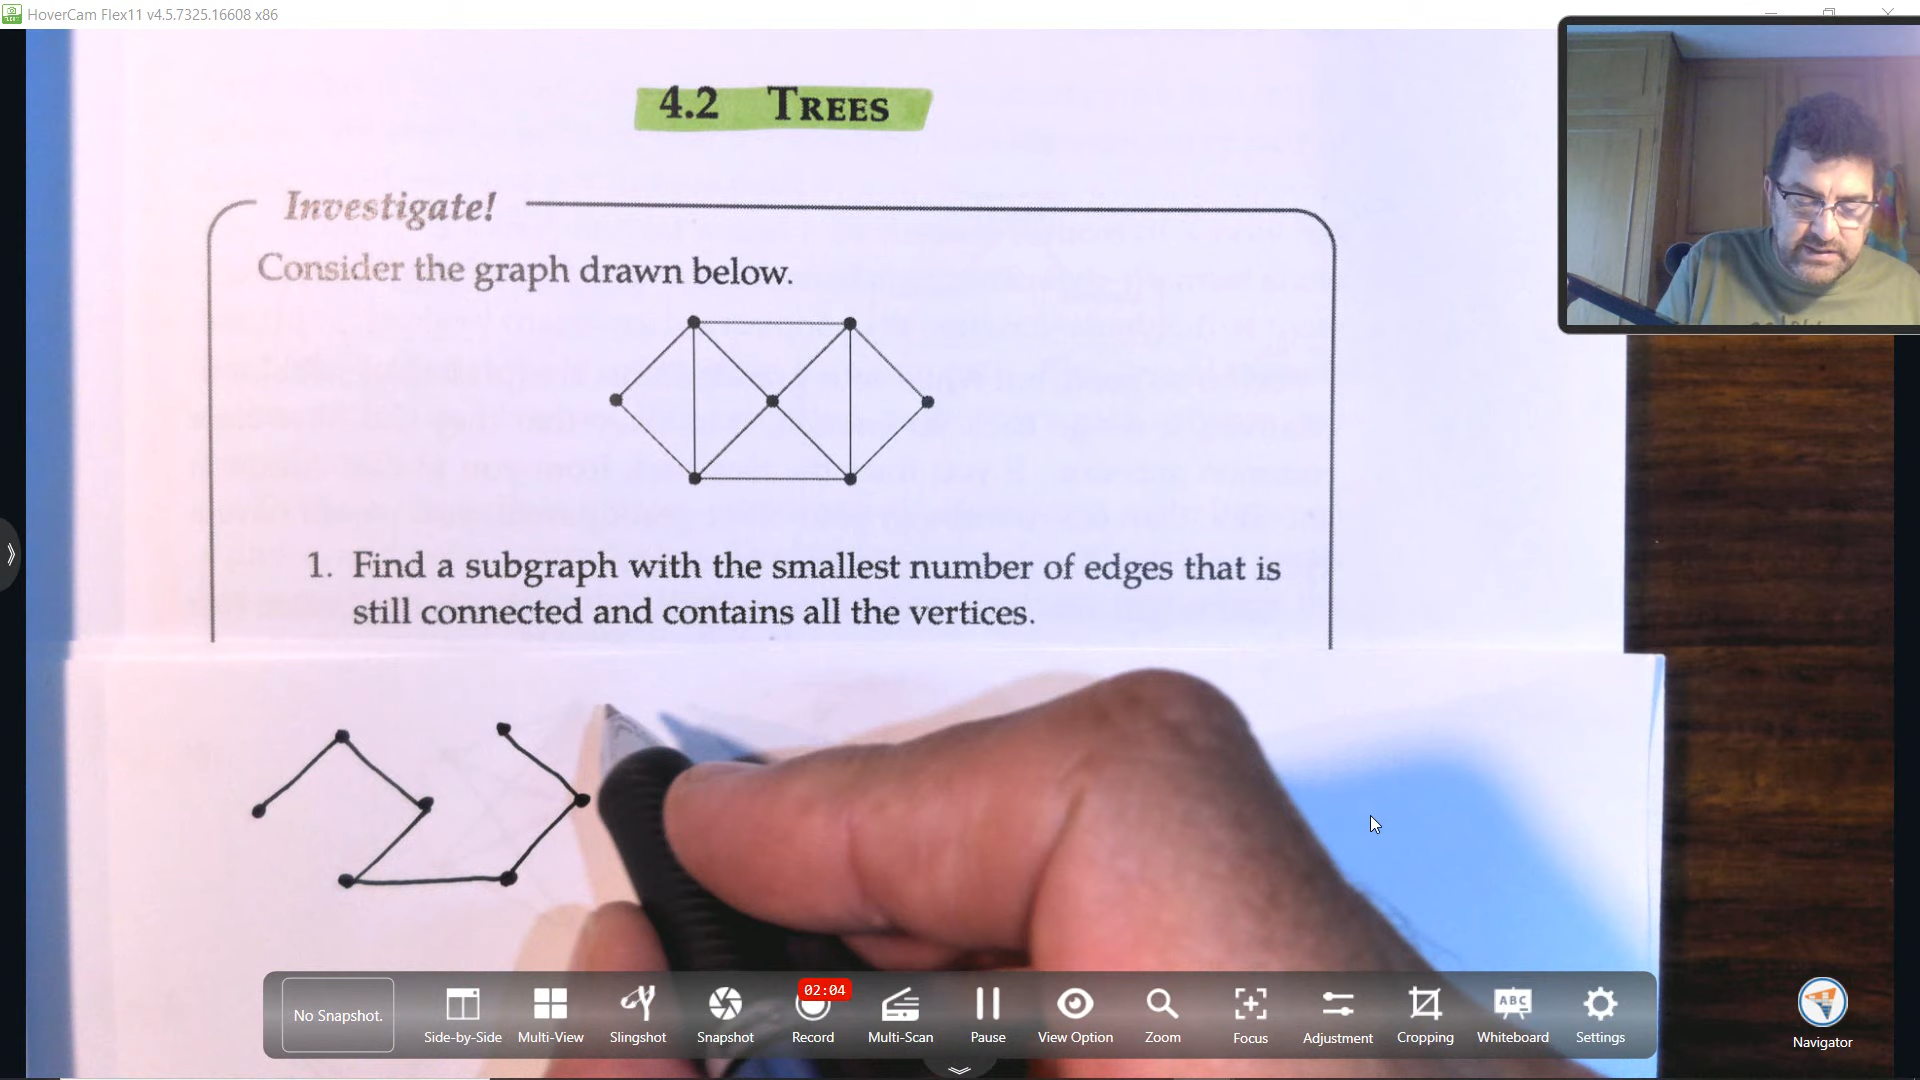 HoverCam Flex11 v4.5.7325.16608 x86
4.2 TREES
Investigate!
Consider the graph drawn below.
1. Find a subgraph with the smallest number of edges that is
still connected and contains all the vertices.
No Snapshot.
Side-by-Side
Multi-View
Slingshot
Snapshot
02:04
Record
Multi-Scan
Pause
View Option
Zoom
Focus
Adjustment
Cropping
ABC
Whiteboard
Settings
Navigator